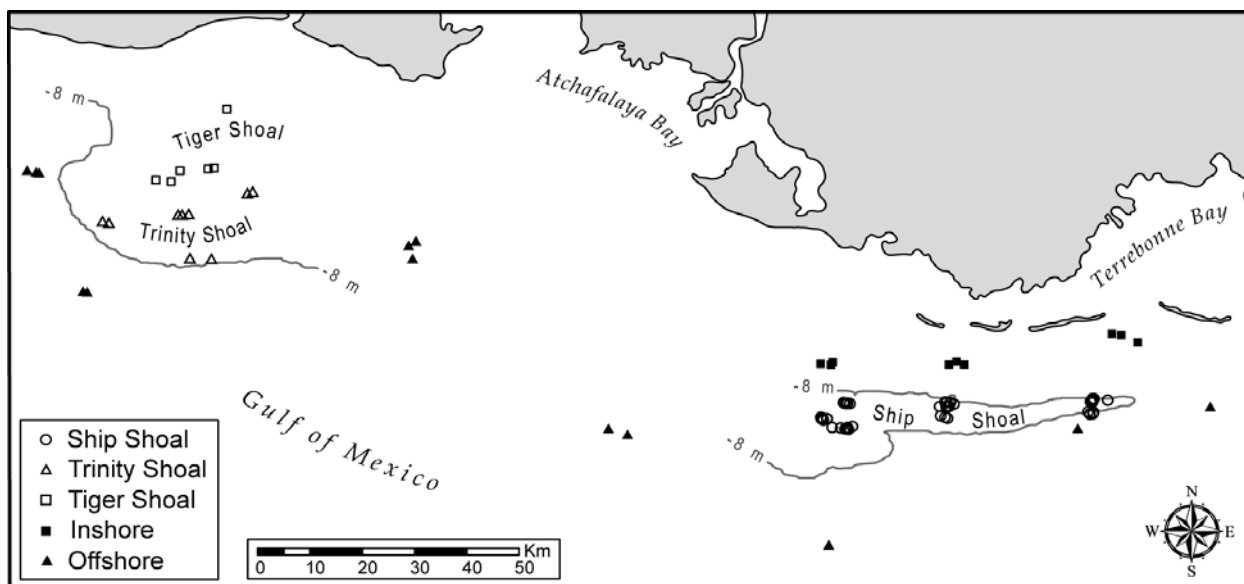 -8 m
Tiger Shoal
Trinity Shoal
-8 m
Atchafalaya Bay
Terrebonne Bay
-8 m
Ship Shoal
-8 m
Gulf of Mexico
Ship Shoal
Trinity Shoal
Tiger Shoal
Inshore
Offshore
Km
0 10 20 30 40 50
N
W E
S